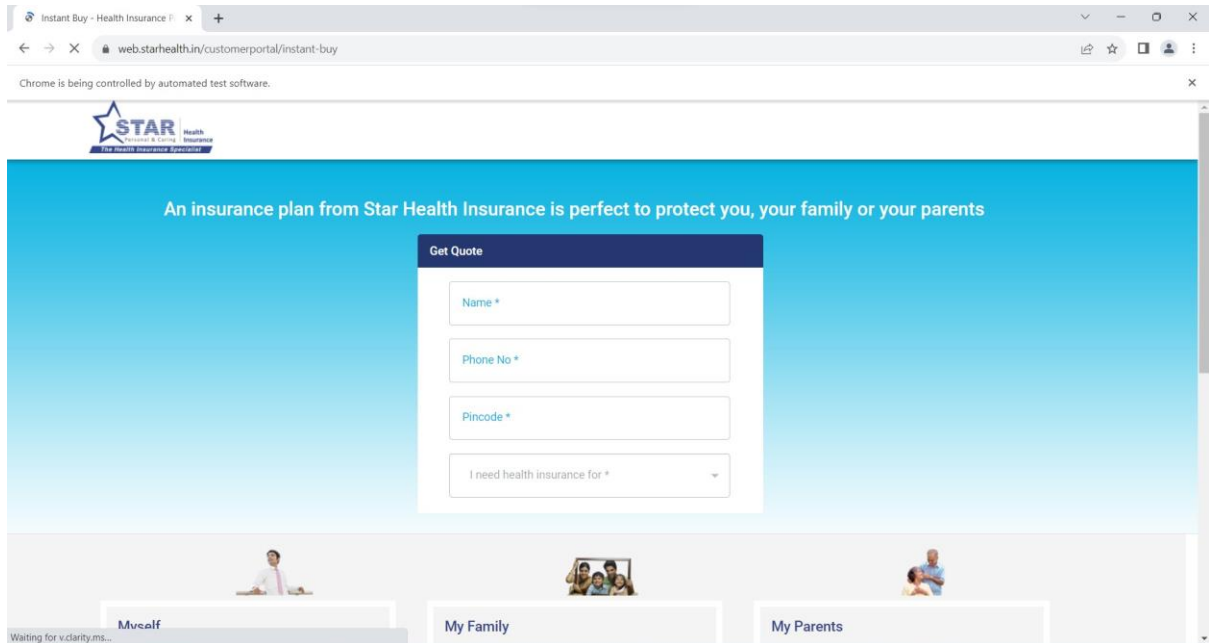 Instant Buy - Health Insurance P
web.starhealth.in/customerportal/instant-buy
Chrome is being controlled by automated test software.
STAR Health Insurance
Personal & Caring
The Health Insurance Specialist
An insurance plan from Star Health Insurance is perfect to protect you, your family or your parents
Get Quote
Name *
Phone No *
Pincode *
I need health insurance for *
Myself
My Family
My Parents
Waiting for v.clarity.ms...